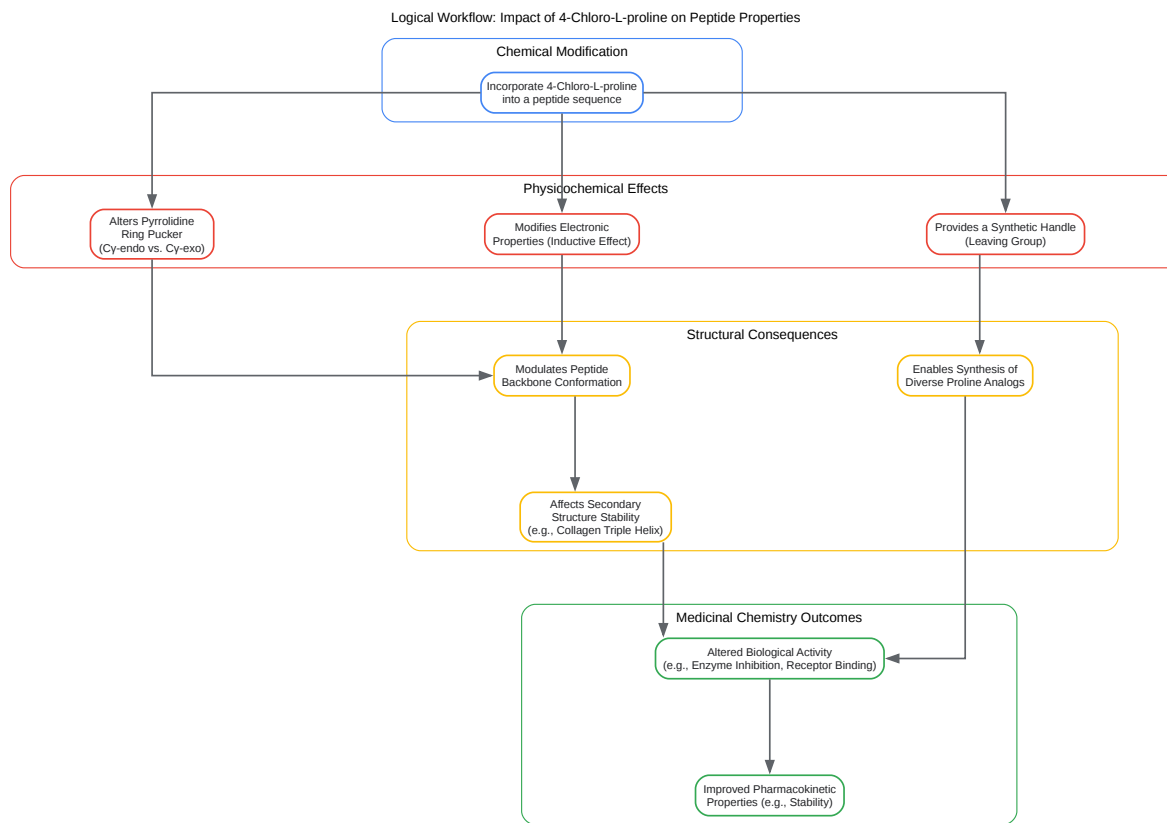 Logical Workflow: Impact of 4-Chloro-L-proline on Peptide Properties
Chemical Modification
Incorporate 4-Chloro-L-proline
into a peptide sequence
Physicochemical Effects
Alters Pyrrolidine
Ring Pucker
(Cγ-endo vs. Cγ-exo)
Modifies Electronic
Properties (Inductive Effect)
Provides a Synthetic Handle
(Leaving Group)
Structural Consequences
Modulates Peptide
Backbone Conformation
Enables Synthesis of
Diverse Proline Analogs
Affects Secondary
Structure Stability
(e.g., Collagen Triple Helix)
Medicinal Chemistry Outcomes
Altered Biological Activity
(e.g., Enzyme Inhibition, Receptor Binding)
Improved Pharmacokinetic
Properties (e.g., Stability)